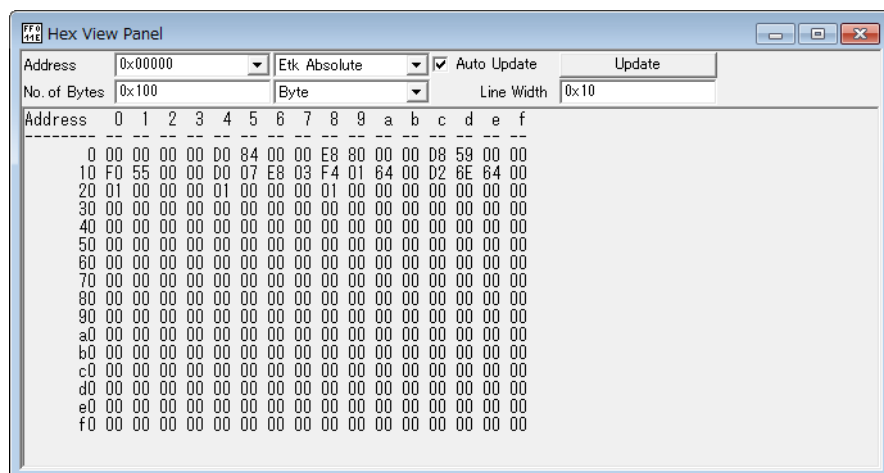 FF0 11E Hex View Panel
Address 0x00000 Etk Absolute Auto Update Update
No. of Bytes 0x100 Byte Line Width 0x10
Address 0 1 2 3 4 5 6 7 8 9 a b c d e f
-------- -- -- -- -- -- -- -- -- -- -- -- -- -- -- -- --
0 00 00 00 00 D0 84 00 00 E8 80 00 00 D8 59 00 00
10 F0 55 00 00 D0 07 E8 03 F4 01 64 00 D2 6E 64 00
20 01 00 00 00 01 00 00 00 01 00 00 00 00 00 00 00
30 00 00 00 00 00 00 00 00 00 00 00 00 00 00 00 00
40 00 00 00 00 00 00 00 00 00 00 00 00 00 00 00 00
50 00 00 00 00 00 00 00 00 00 00 00 00 00 00 00 00
60 00 00 00 00 00 00 00 00 00 00 00 00 00 00 00 00
70 00 00 00 00 00 00 00 00 00 00 00 00 00 00 00 00
80 00 00 00 00 00 00 00 00 00 00 00 00 00 00 00 00
90 00 00 00 00 00 00 00 00 00 00 00 00 00 00 00 00
a0 00 00 00 00 00 00 00 00 00 00 00 00 00 00 00 00
b0 00 00 00 00 00 00 00 00 00 00 00 00 00 00 00 00
c0 00 00 00 00 00 00 00 00 00 00 00 00 00 00 00 00
d0 00 00 00 00 00 00 00 00 00 00 00 00 00 00 00 00
e0 00 00 00 00 00 00 00 00 00 00 00 00 00 00 00 00
f0 00 00 00 00 00 00 00 00 00 00 00 00 00 00 00 00